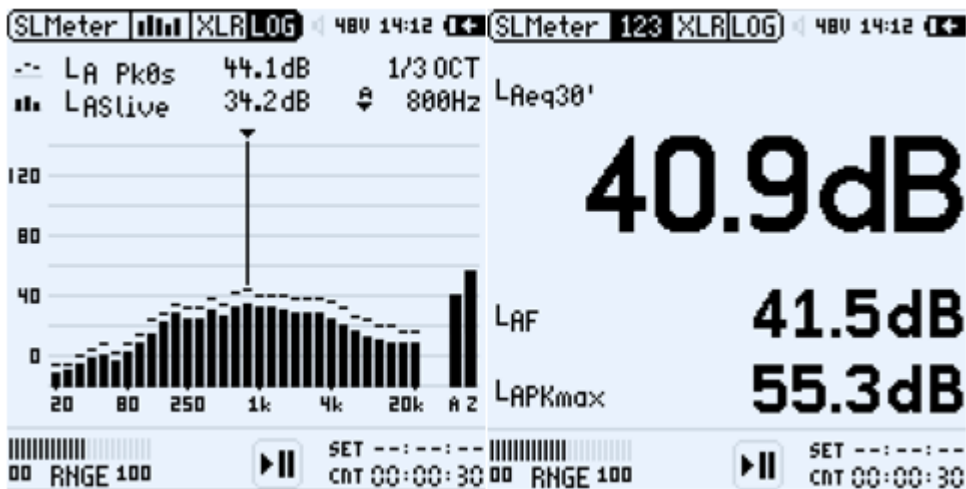 SLMeter XLR LOG 48V 14:12
LA Pk0s 44.1dB 1/3 OCT
LASlive 34.2dB A 800Hz
120
80
40
0
20 80 250 1k 4k 20k A Z
SET --:--:--
00 RNGE 100 CNT 00:00:30
SLMeter 123 XLR LOG 48V 14:12
LAeq30'
40.9dB
LAF 41.5dB
LAPKmax 55.3dB
SET --:--:--
00 RNGE 100 CNT 00:00:30